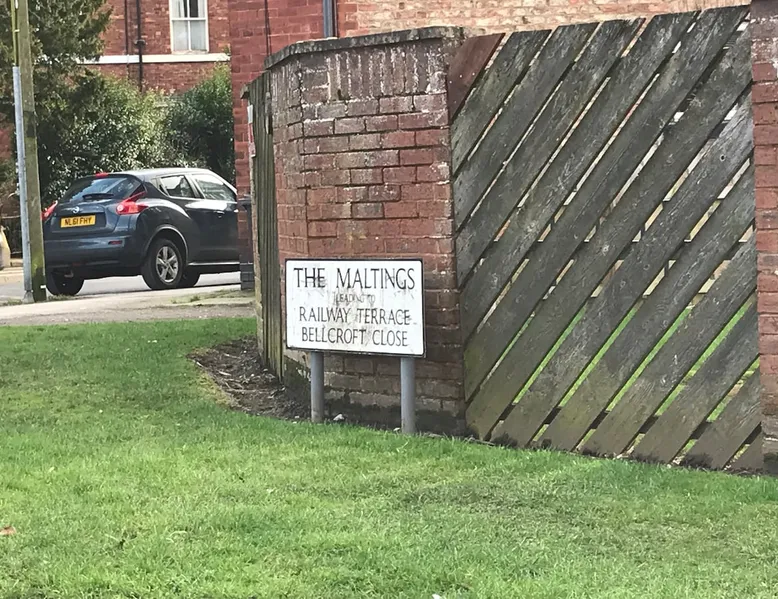 NL61 FHY
THE MALTINGS
LEADING TO
RAILWAY TERRACE
BELLCROFT CLOSE